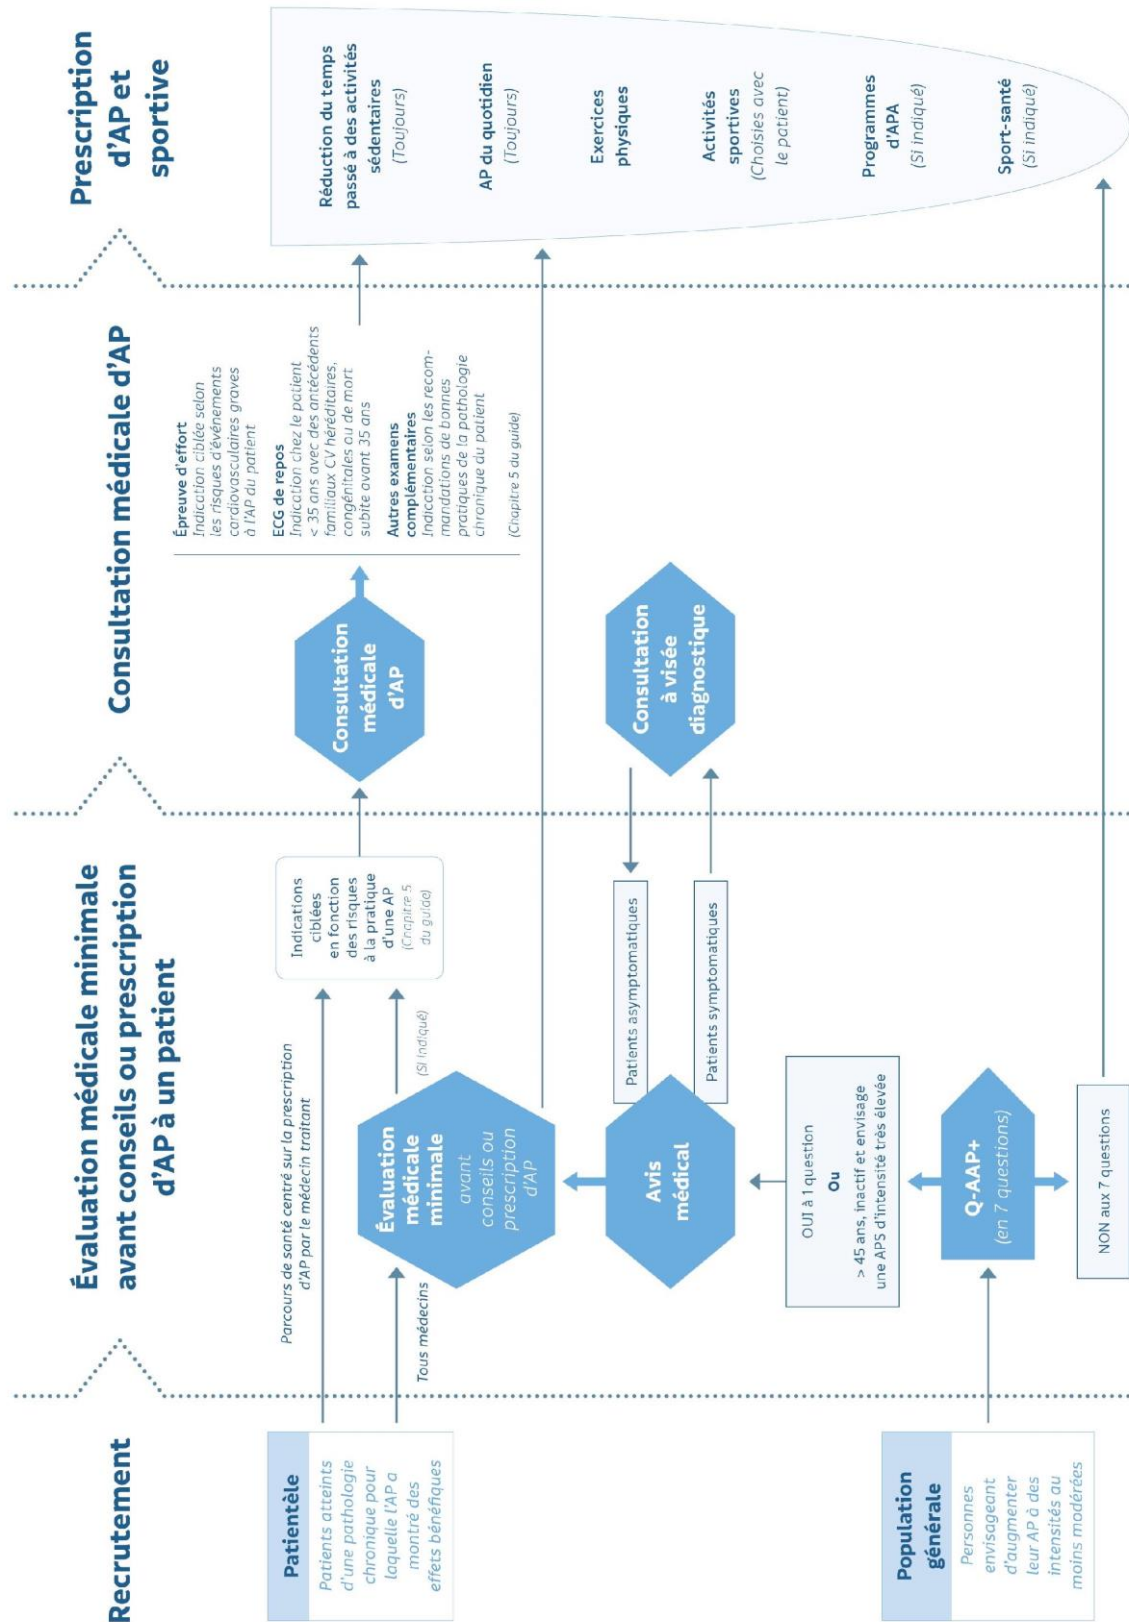 Recrutement
Évaluation médicale minimale
avant conseils ou prescription
d'AP à un patient
Consultation médicale d'AP
Prescription
d'AP et
sportive
Patientèle
Patients atteints
d'une pathologie
chronique pour
laquelle l'AP a
montré des
effets bénéfiques
Parcours de santé centré sur la prescription
d'AP par le médecin traitant
Tous médecins
Évaluation
médicale
minimale
avant
conseils ou
prescription
d'AP
(Si indiqué)
Indications
ciblées
en fonction
des risques
à la pratique
d'une AP
(Chapitre 5
du guide)
Consultation
médicale
d'AP
Épreuve d'effort
Indication ciblée selon
les risques d'événements
cardiovasculaires graves
à l'AP du patient
ECG de repos
Indication chez le patient
< 35 ans avec des antécédents
familiaux CV héréditaires,
congénitales ou de mort
subite avant 35 ans
Autres examens
complémentaires
Indication selon les recom-
mandations de bonnes
pratiques de la pathologie
chronique du patient
(Chapitre 5 du guide)
Avis
médical
Patients asymptomatiques
Patients symptomatiques
Consultation
à visée
diagnostique
OUI à 1 question
Ou
> 45 ans, inactif et envisage
une APS d'intensité très élevée
Population
générale
Personnes
envisageant
d'augmenter
leur AP à des
intensités au
moins modérées
Q-AAP+
(en 7 questions)
NON aux 7 questions
Réduction du temps
passé à des activités
sédentaires
(Toujours)
AP du quotidien
(Toujours)
Exercices
physiques
Activités
sportives
(Choisies avec
le patient)
Programmes
d'APA
(Si indiqué)
Sport-santé
(Si indiqué)